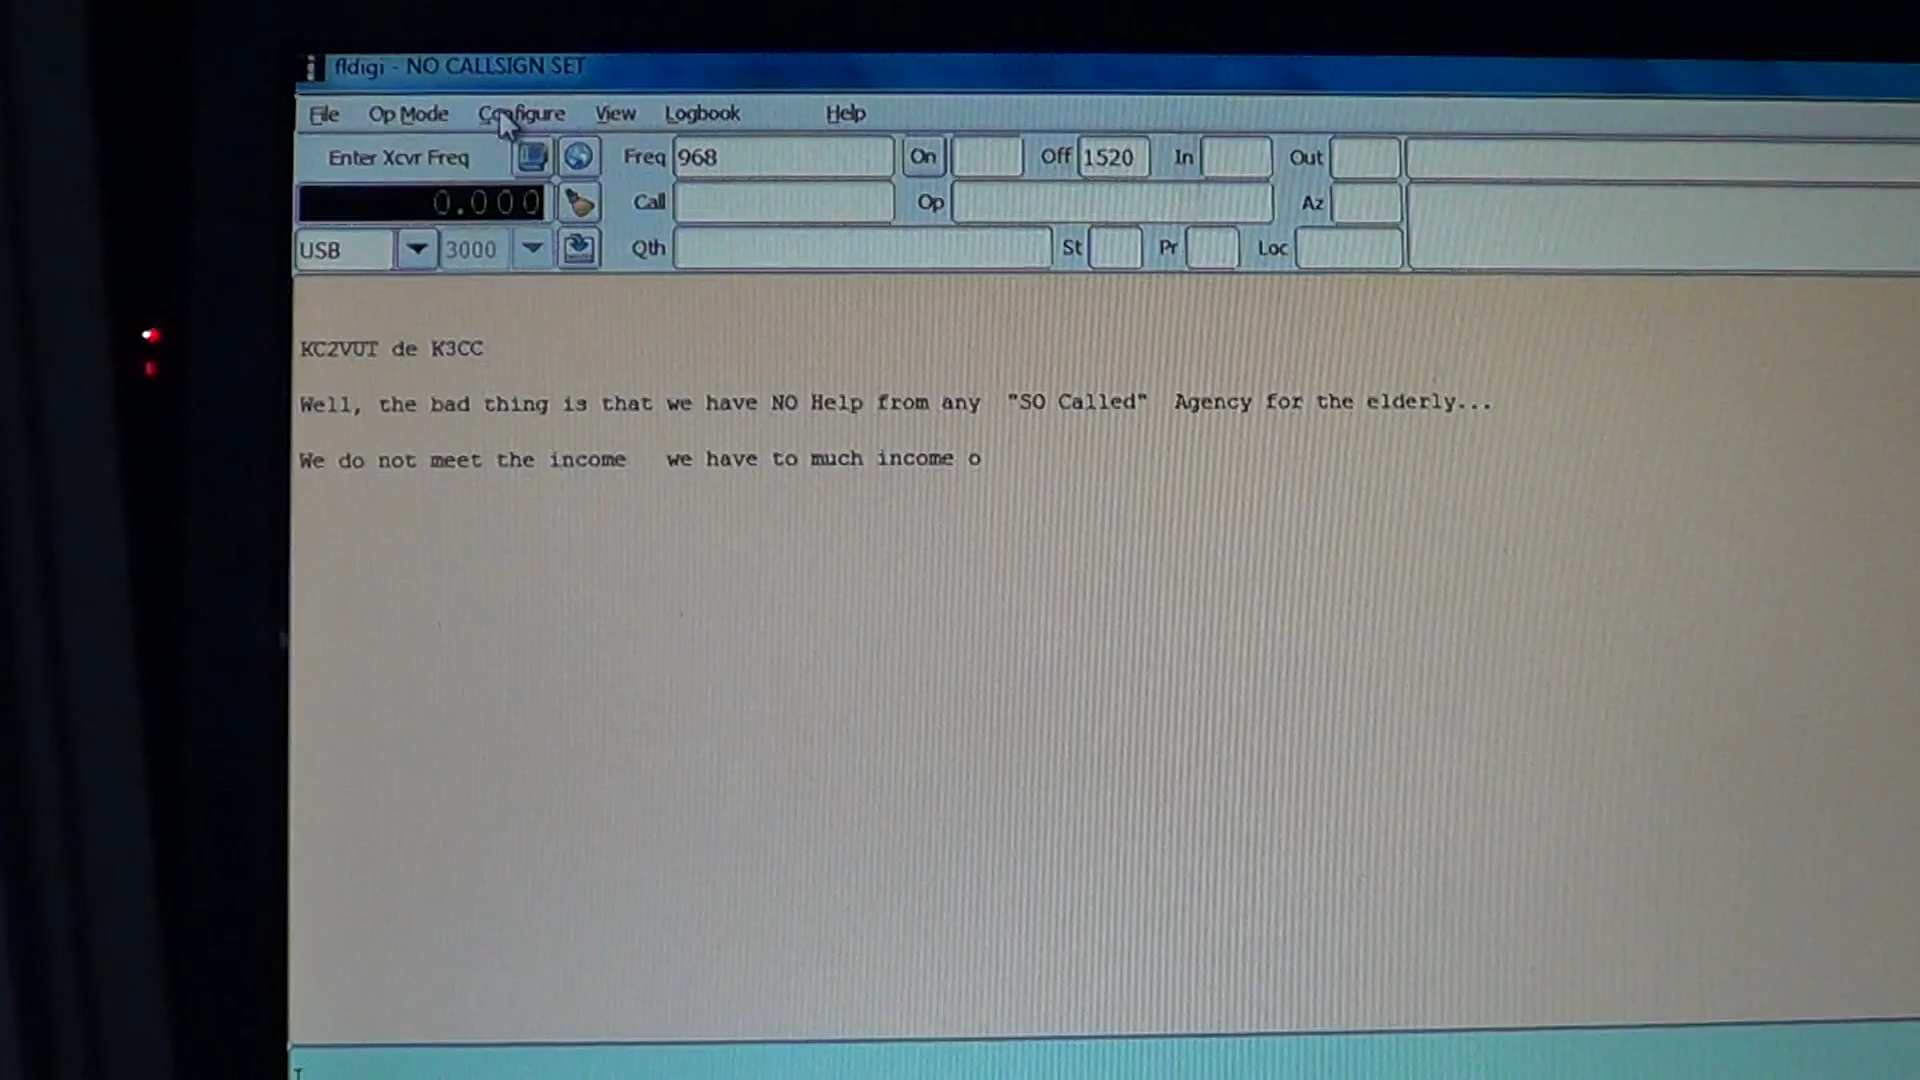 fldigi - NO CALLSIGN SET
File Op Mode Configure View Logbook Help
Enter Xcvr Freq Freq 968 On Off 1520 In Out
0.000 Call Op Az
USB 3000 Qth St Pr Loc
KC2VUT de K3CC
Well, the bad thing is that we have NO Help from any "SO Called" Agency for the elderly...
We do not meet the income we have to much income o